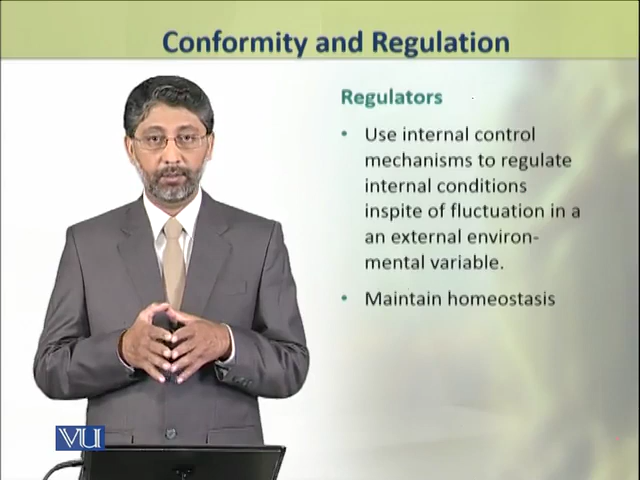 Conformity and Regulation
Regulators
• Use internal control
mechanisms to regulate
internal conditions
inspite of fluctuation in a
an external environ-
mental variable.
• Maintain homeostasis
VU